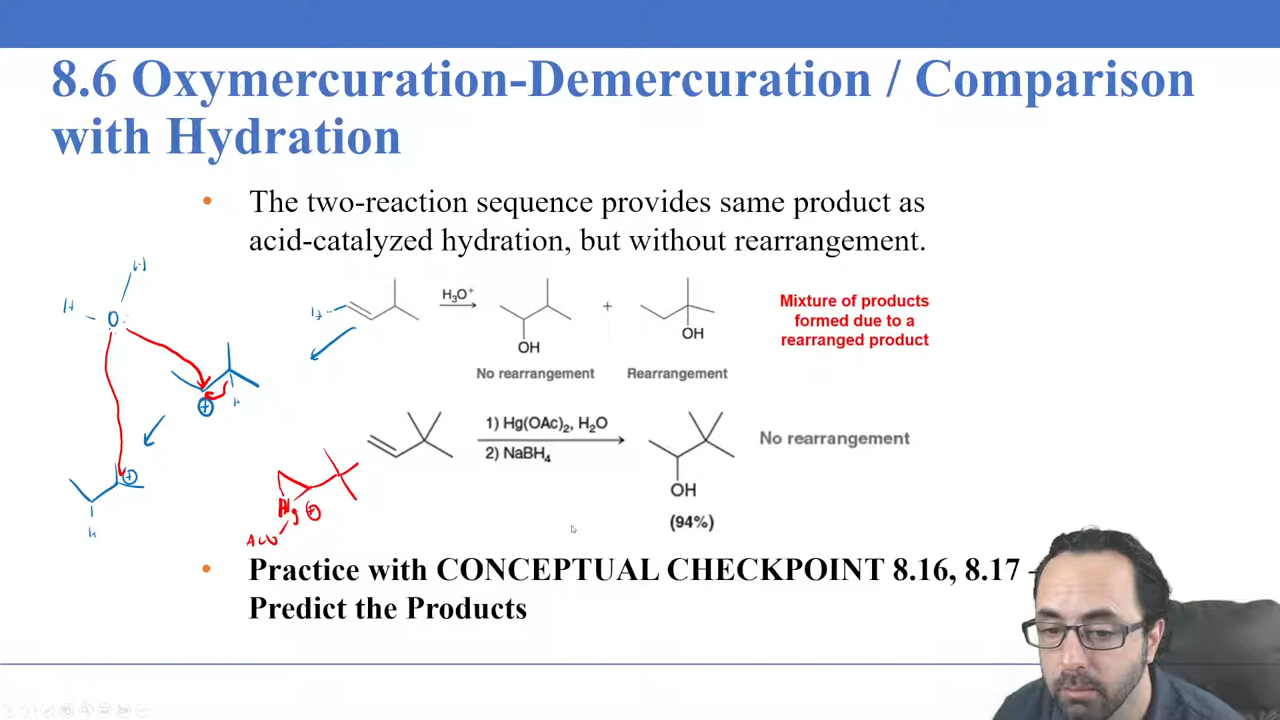 8.6 Oxymercuration-Demercuration / Comparison
with Hydration
• The two-reaction sequence provides same product as
acid-catalyzed hydration, but without rearrangement.
H
H
O
H
H₃O⁺
+
OH
OH
Mixture of products
formed due to a
rearranged product
No rearrangement
Rearrangement
+
H
1) Hg(OAc)₂, H₂O
2) NaBH₄
No rearrangement
+
H
OH
Hg +
AcO
(94%)
• Practice with CONCEPTUAL CHECKPOINT 8.16, 8.17 –
Predict the Products